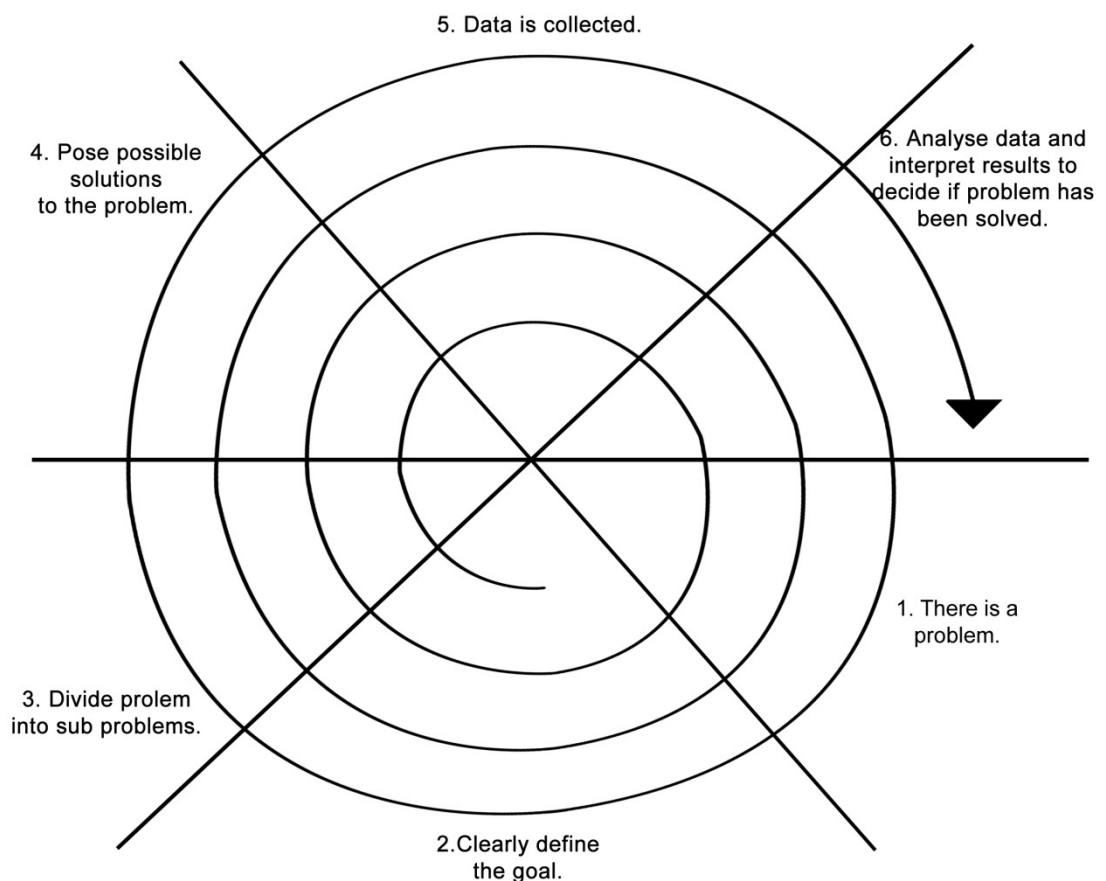 5. Data is collected.
4. Pose possible
solutions
to the problem.
6. Analyse data and
interpret results to
decide if problem has
been solved.
1. There is a
problem.
3. Divide prolem
into sub problems.
2.Clearly define
the goal.